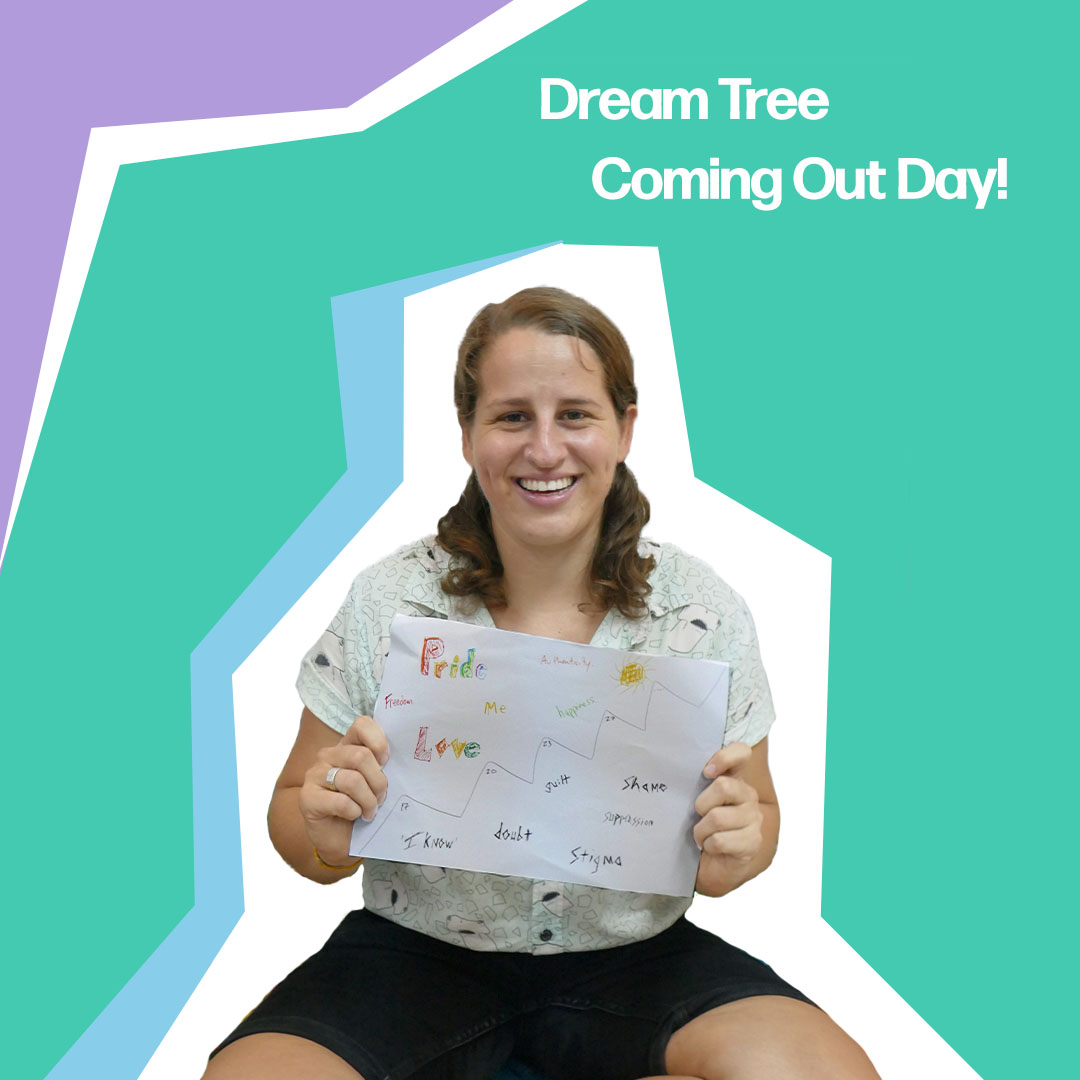 Dream Tree
Coming Out Day!
Pride
Authenticity
Freedom
Me
happiness
Love
27
23
20
17
guilt
Shame
suppression
doubt
'I Know'
Stigma